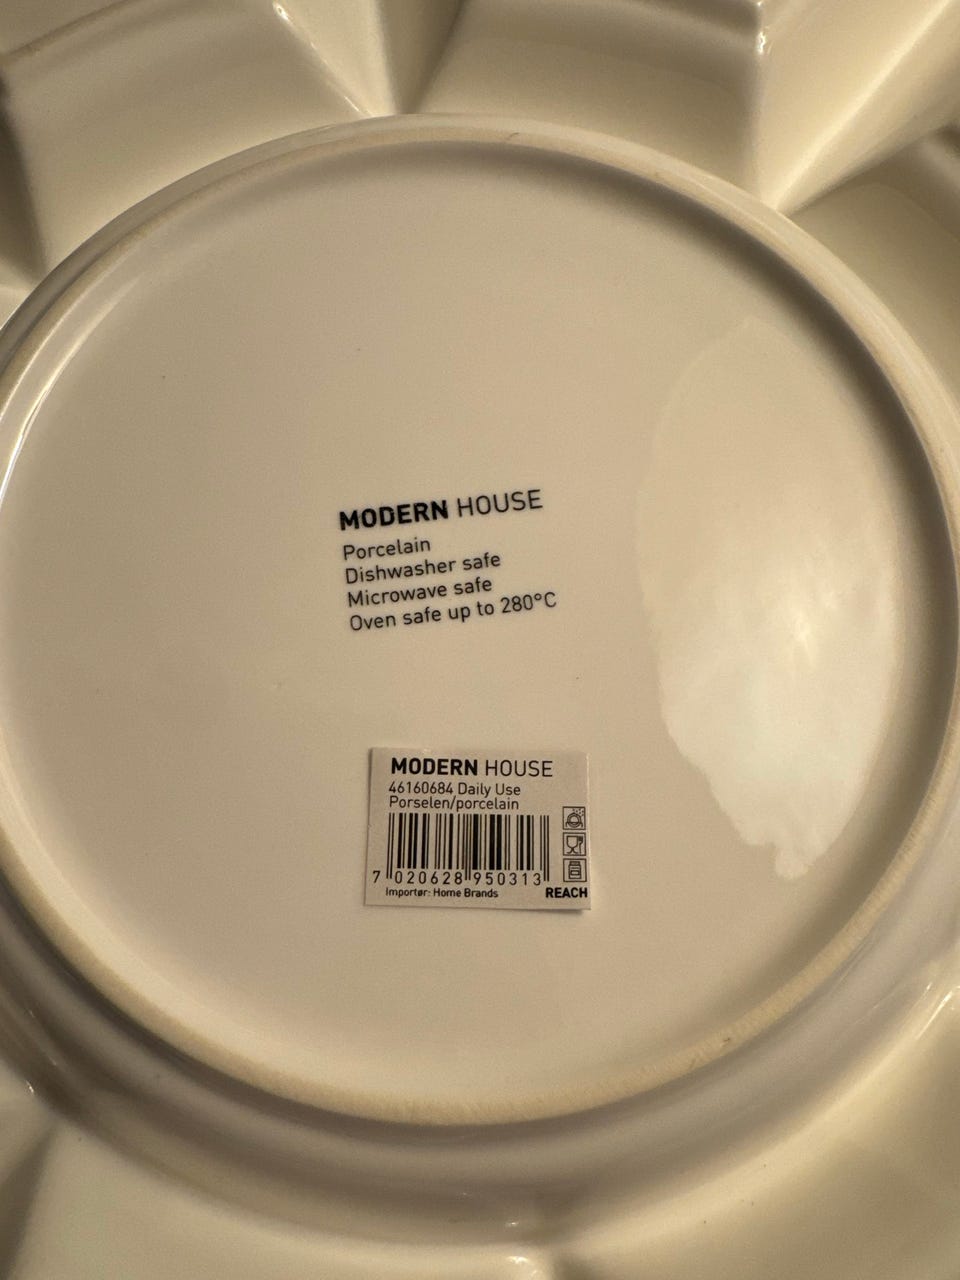 MODERN HOUSE
Porcelain
Dishwasher safe
Microwave safe
Oven safe up to 280°C
MODERN HOUSE
46160684 Daily Use
Porselen/porcelain
7 020628 950313
Importør: Home Brands
REACH